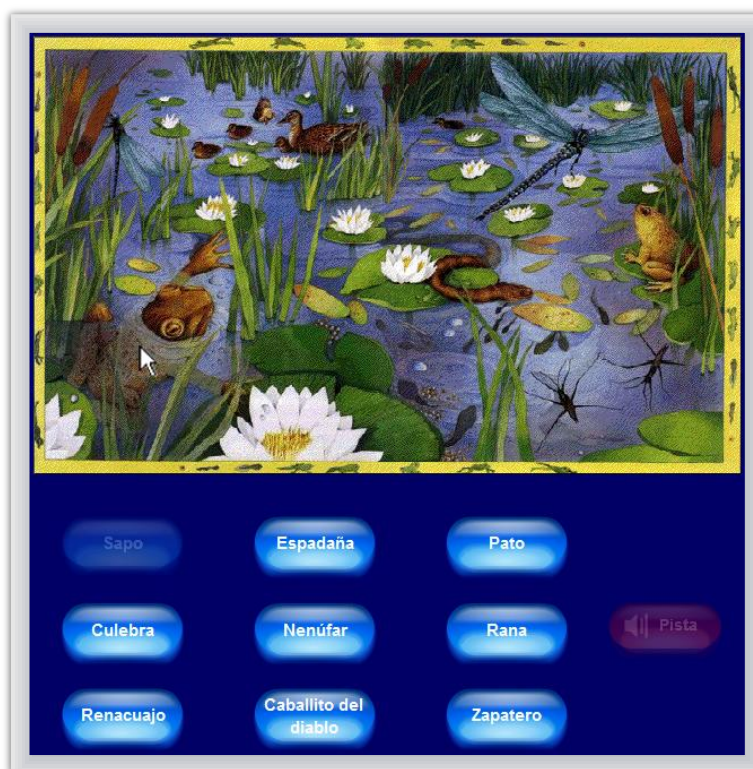 Sapo
Espadaña
Pato
Culebra
Nenúfar
Rana
Pista
Renacuajo
Caballito del
diablo
Zapatero